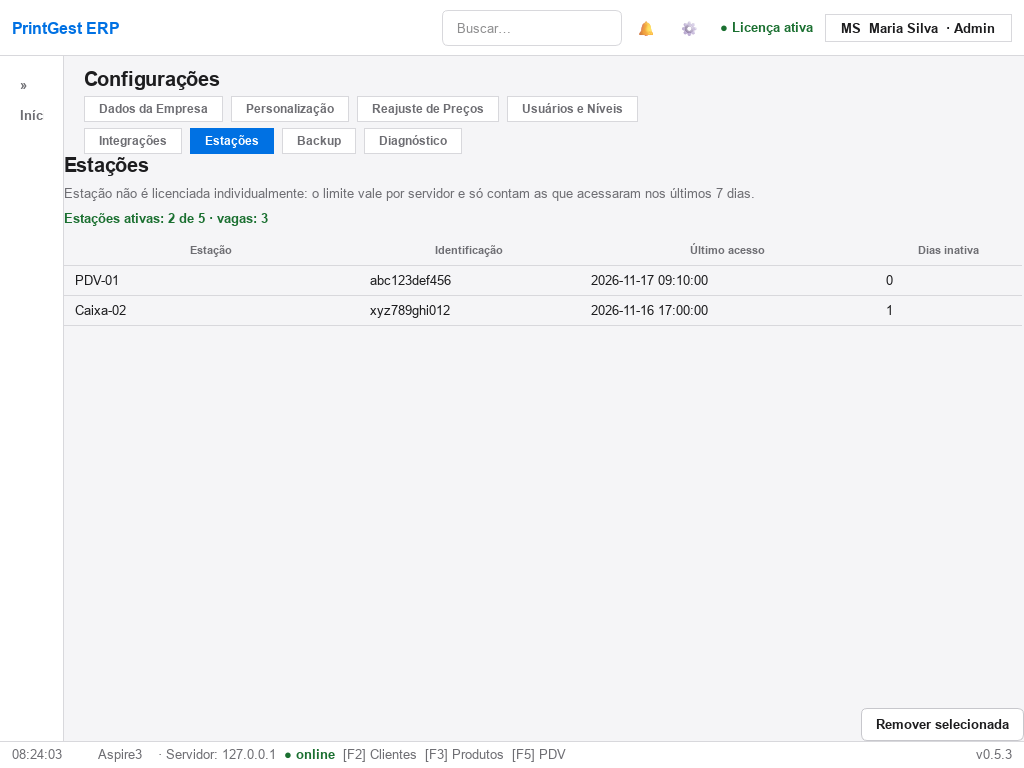 PrintGest ERP
Buscar...
● Licença ativa
MS Maria Silva · Admin
»
Iníc
Configurações
Dados da Empresa
Personalização
Reajuste de Preços
Usuários e Níveis
Integrações
Estações
Backup
Diagnóstico
Estações
Estação não é licenciada individualmente: o limite vale por servidor e só contam as que acessaram nos últimos 7 dias.
Estações ativas: 2 de 5 · vagas: 3
Estação Identificação Último acesso Dias inativa
PDV-01 abc123def456 2026-11-17 09:10:00 0
Caixa-02 xyz789ghi012 2026-11-16 17:00:00 1
Remover selecionada
08:24:03 Aspire3 · Servidor: 127.0.0.1 ● online [F2] Clientes [F3] Produtos [F5] PDV v0.5.3